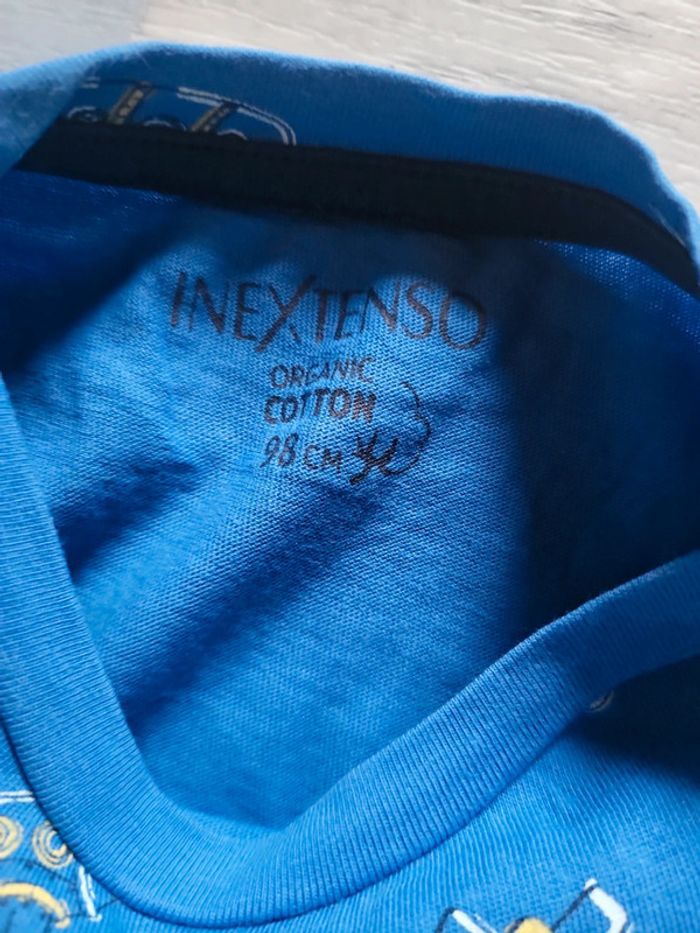 INEXTENSO
ORGANIC
COTTON
98 CM